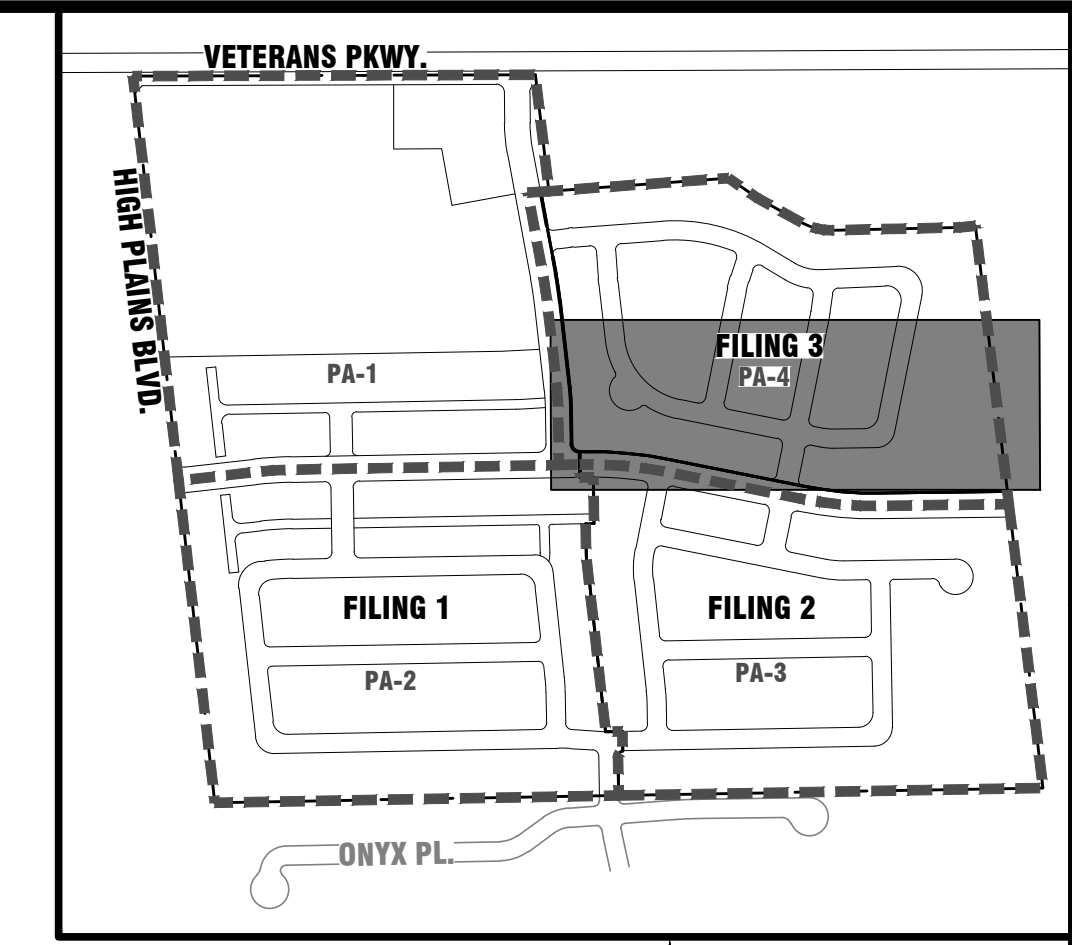 VETERANS PKWY.
HIGH PLAINS BLVD.
FILING 3
PA-4
PA-1
FILING 1
FILING 2
PA-2
PA-3
ONYX PL.